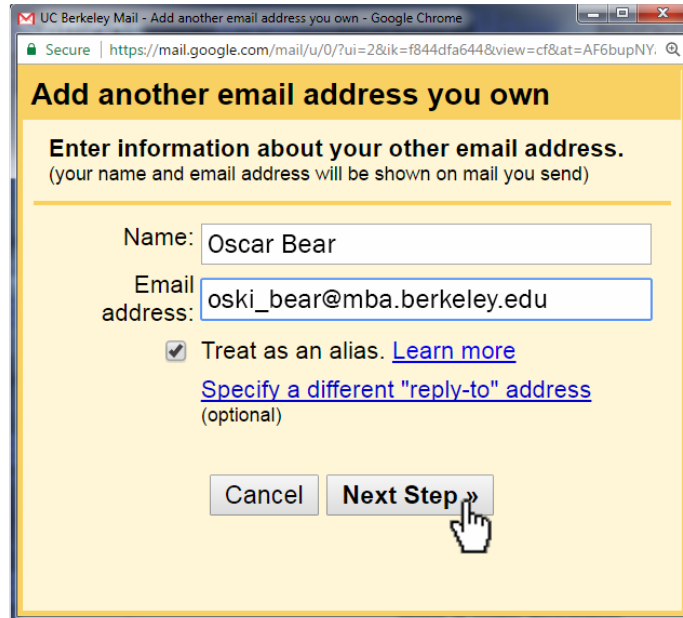 UC Berkeley Mail - Add another email address you own - Google Chrome
Secure | https://mail.google.com/mail/u/0/?ui=2&ik=f844dfa644&view=cf&at=AF6bupNY
Add another email address you own
Enter information about your other email address.
(your name and email address will be shown on mail you send)
Name: Oscar Bear
Email
address: oski_bear@mba.berkeley.edu
Treat as an alias. Learn more
Specify a different "reply-to" address
(optional)
Cancel Next Step »